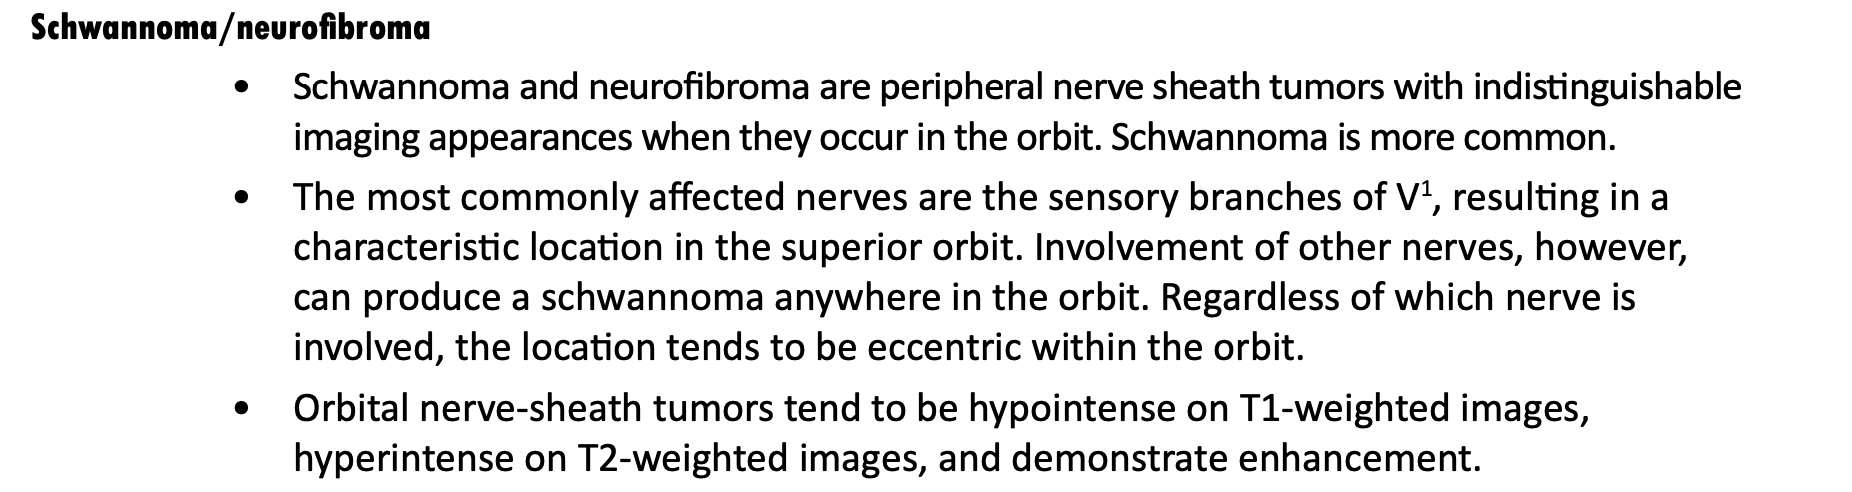 Schwannoma/neurofibroma
• Schwannoma and neurofibroma are peripheral nerve sheath tumors with indistinguishable
imaging appearances when they occur in the orbit. Schwannoma is more common.
• The most commonly affected nerves are the sensory branches of V¹, resulting in a
characteristic location in the superior orbit. Involvement of other nerves, however,
can produce a schwannoma anywhere in the orbit. Regardless of which nerve is
involved, the location tends to be eccentric within the orbit.
• Orbital nerve-sheath tumors tend to be hypointense on T1-weighted images,
hyperintense on T2-weighted images, and demonstrate enhancement.